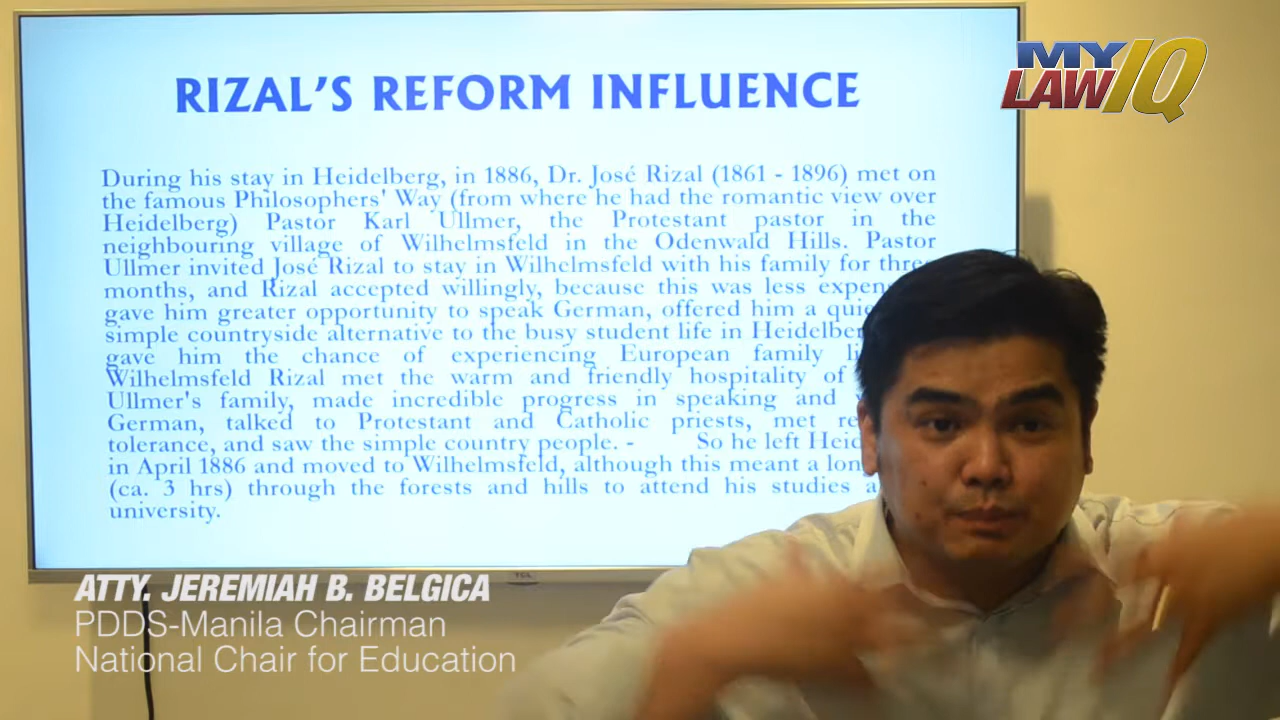 RIZAL'S REFORM INFLUENCE
MY
LAW IQ
During his stay in Heidelberg, in 1886, Dr. José Rizal (1861 - 1896) met on
the famous Philosophers' Way (from where he had the romantic view over
Heidelberg) Pastor Karl Ullmer, the Protestant pastor in the
neighbouring village of Wilhelmsfeld in the Odenwald Hills. Pastor
Ullmer invited José Rizal to stay in Wilhelmsfeld with his family for three
months, and Rizal accepted willingly, because this was less
gave him greater opportunity to speak German, offered him a
simple countryside alternative to the busy student life in
gave him the chance of experiencing European family
Wilhelmsfeld Rizal met the warm and friendly hospitality of
Ullmer's family, made incredible progress in speaking and
German, talked to Protestant and Catholic priests, met
tolerance, and saw the simple country people. - So he left
in April 1886 and moved to Wilhelmsfeld, although this meant a
(ca. 3 hrs) through the forests and hills to attend his studies
university.
TCL
ATTY. JEREMIAH B. BELGICA
PDDS-Manila Chairman
National Chair for Education